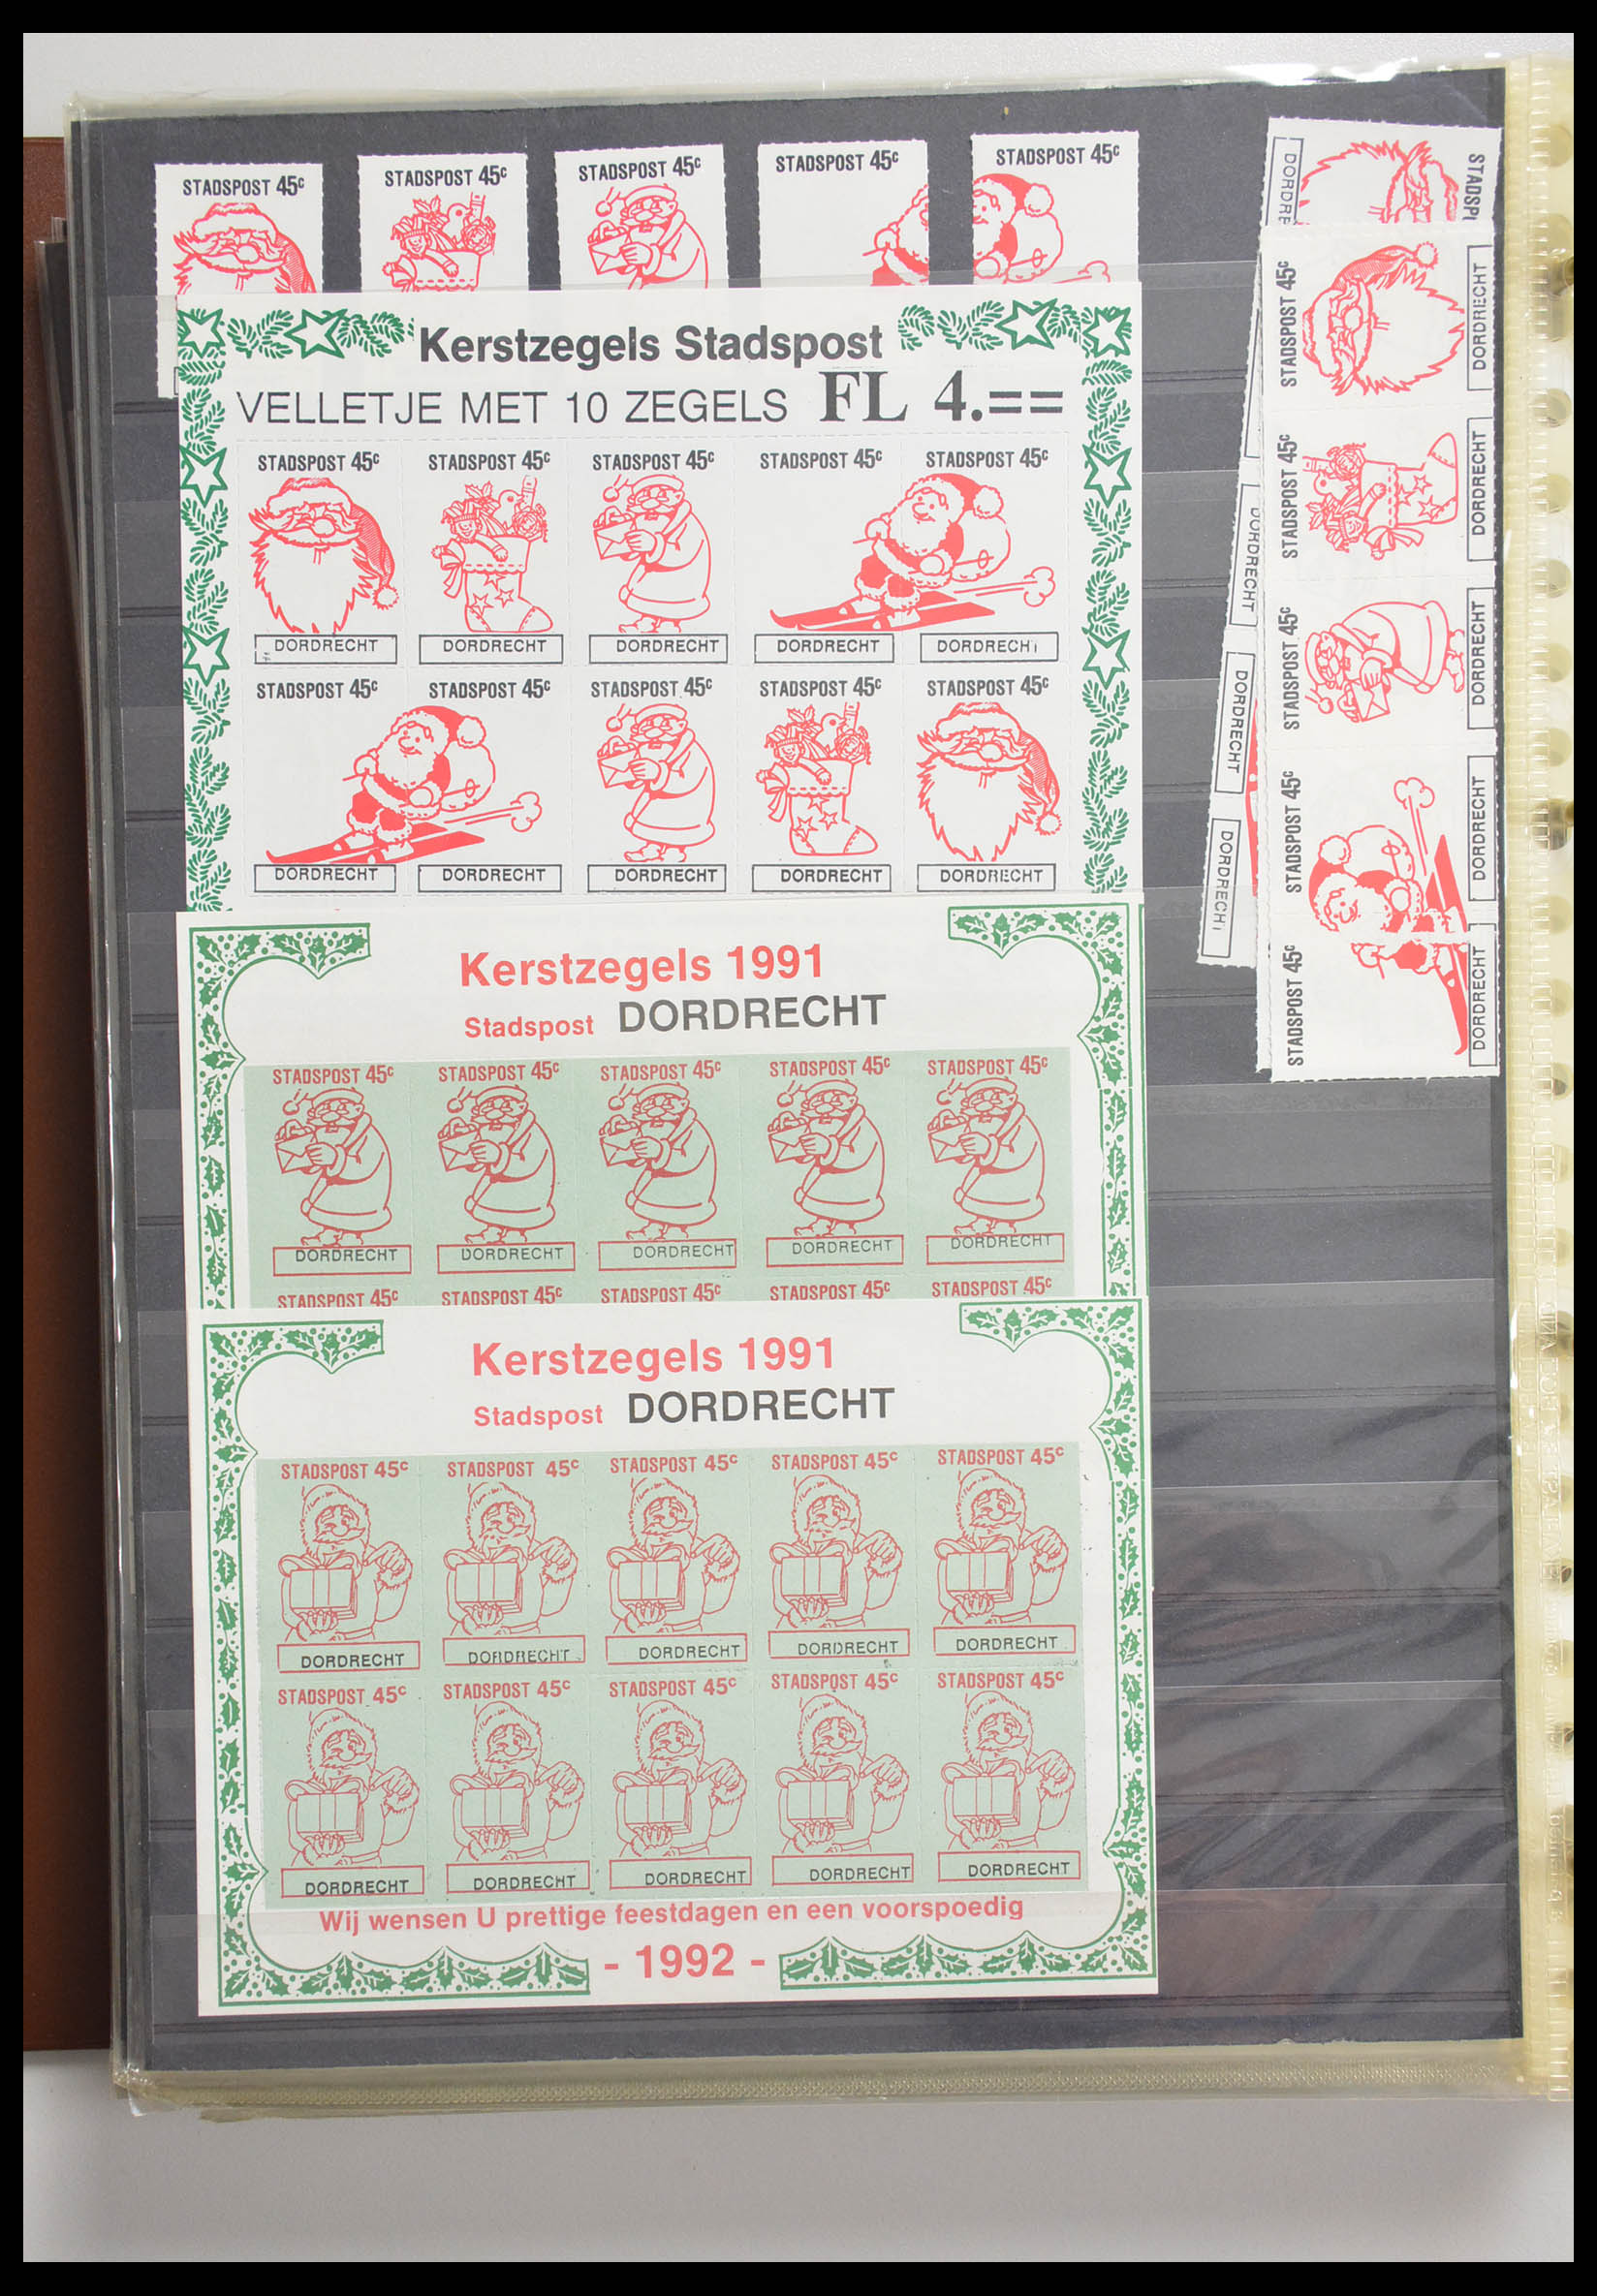 STADSPOST 45c STADSPOST 45c STADSPOST 45c STADSPOST 45c STADSPOST 45c
Kerstzegels Stadspost
VELLETJE MET 10 ZEGELS FL 4.==
STADSPOST 45c STADSPOST 45c STADSPOST 45c STADSPOST 45c STADSPOST 45c
DORDRECHT DORDRECHT DORDRECHT DORDRECHT DORDRECHT
STADSPOST 45c STADSPOST 45c STADSPOST 45c STADSPOST 45c STADSPOST 45c
DORDRECHT DORDRECHT DORDRECHT DORDRECHT DORDRECHT
Kerstzegels 1991
Stadspost DORDRECHT
STADSPOST 45c STADSPOST 45c STADSPOST 45c STADSPOST 45c STADSPOST 45c
DORDRECHT DORDRECHT DORDRECHT DORDRECHT DORDRECHT
STADSPOST 45c STADSPOST 45c STADSPOST 45c STADSPOST 45c STADSPOST 45c
Kerstzegels 1991
Stadspost DORDRECHT
STADSPOST 45c STADSPOST 45c STADSPOST 45c STADSPOST 45c STADSPOST 45c
DORDRECHT DORDRECHT DORDRECHT DORDRECHT DORDRECHT
STADSPOST 45c STADSPOST 45c STADSPOST 45c STADSPOST 45c STADSPOST 45c
DORDRECHT DORDRECHT DORDRECHT DORDRECHT DORDRECHT
Wij wensen U prettige feestdagen en een voorspoedig
- 1992 -
STADSP
DORDRE
STADSPOST 45c
DORDRECHT
STADSPOST 45c
DORDRECHT
STADSPOST 45c
DORDRECHT
STADSPOST 45c
DORDRECHT
STADSPOST 45c
DORDRECHT
DORDRECHT
DORDRECHT
DORDRECHT